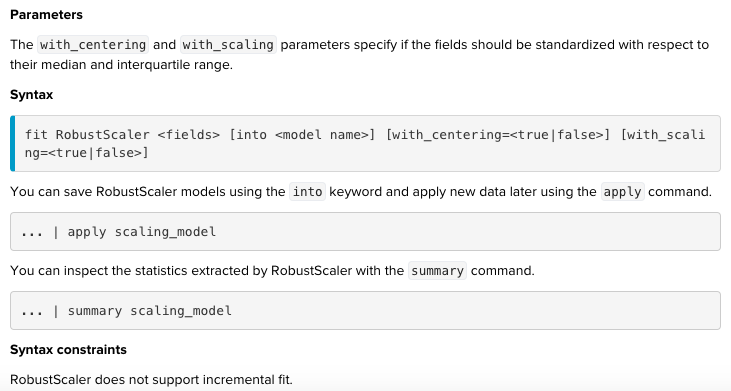 Parameters
The with_centering and with_scaling parameters specify if the fields should be standardized with respect to
their median and interquartile range.
Syntax
fit RobustScaler <fields> [into <model name>] [with_centering=<true|false>] [with_scali
ng=<true|false>]
You can save RobustScaler models using the into keyword and apply new data later using the apply command.
... | apply scaling_model
You can inspect the statistics extracted by RobustScaler with the summary command.
... | summary scaling_model
Syntax constraints
RobustScaler does not support incremental fit.